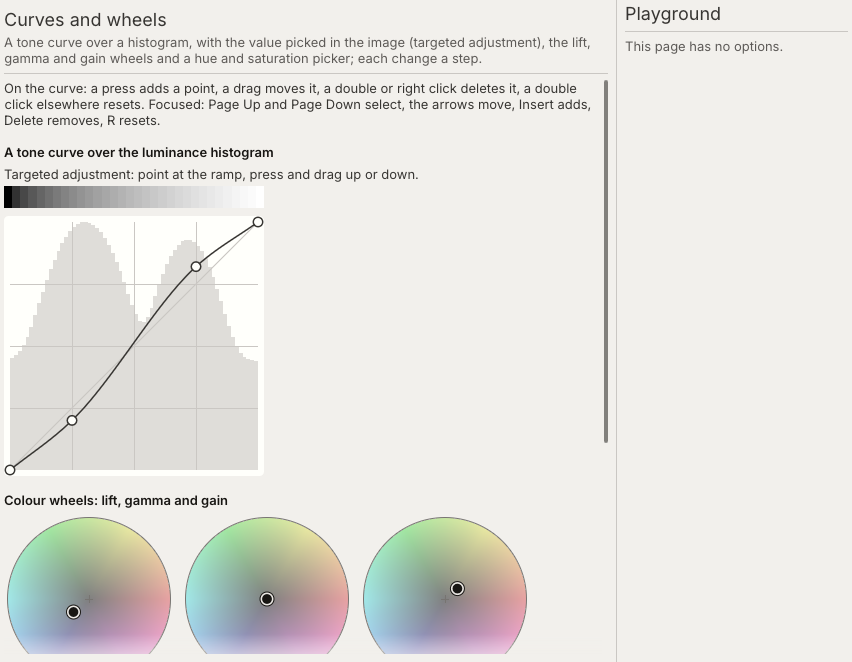 Curves and wheels
A tone curve over a histogram, with the value picked in the image (targeted adjustment), the lift,
gamma and gain wheels and a hue and saturation picker; each change a step.
On the curve: a press adds a point, a drag moves it, a double or right click deletes it, a double
click elsewhere resets. Focused: Page Up and Page Down select, the arrows move, Insert adds,
Delete removes, R resets.
A tone curve over the luminance histogram
Targeted adjustment: point at the ramp, press and drag up or down.
Colour wheels: lift, gamma and gain
Playground
This page has no options.